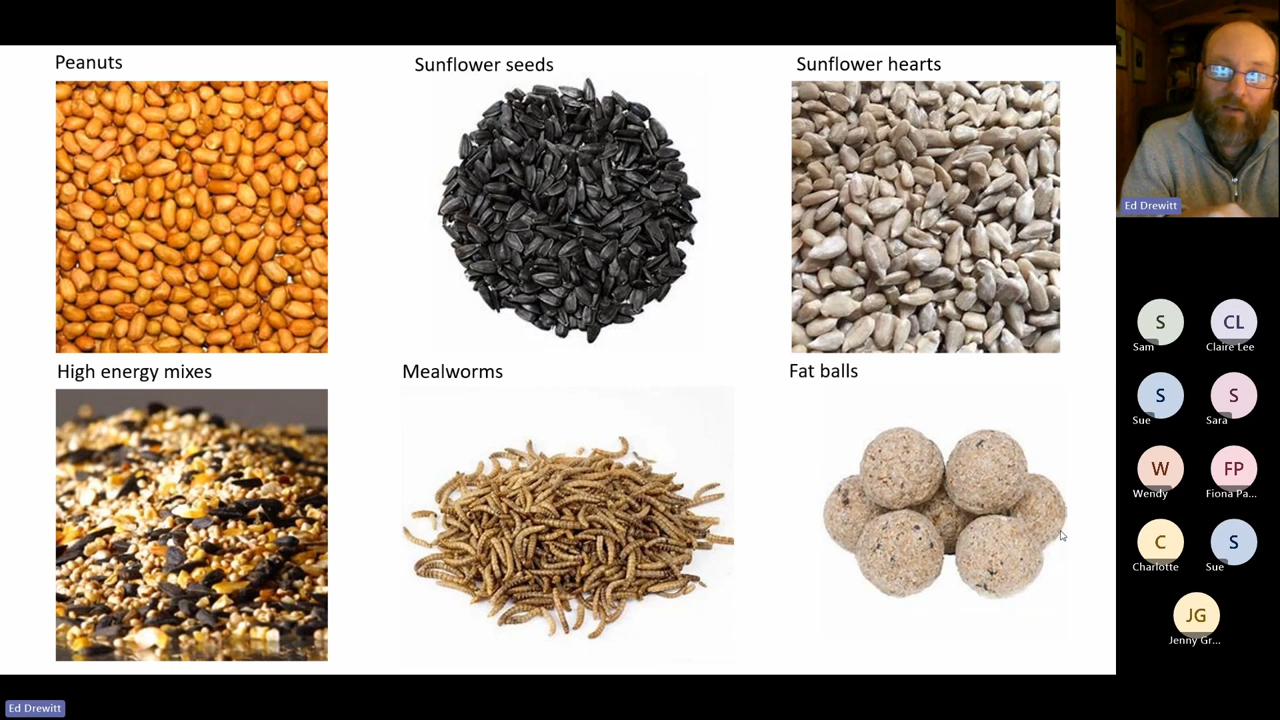 Peanuts
Sunflower seeds
Sunflower hearts
High energy mixes
Mealworms
Fat balls
Ed Drewitt
S
CL
Sam
Claire Lee
S
S
Sue
Sara
W
FP
Wendy
Fiona Pa...
C
S
Charlotte
Sue
JG
Jenny Gr...
Ed Drewitt